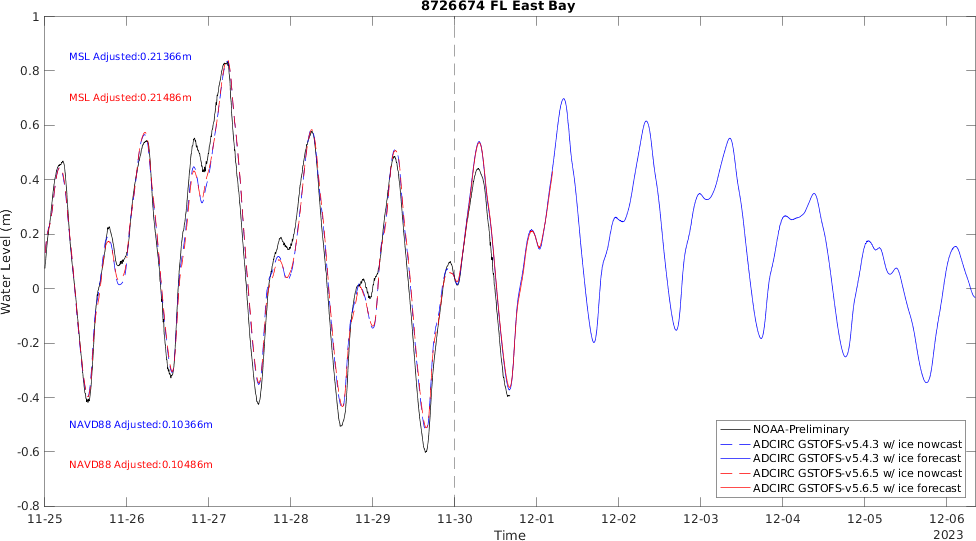 8726674 FL East Bay
1
0.8
0.6
0.4
0.2
0
-0.2
-0.4
-0.6
-0.8
Water Level (m)
MSL Adjusted:0.21366m
MSL Adjusted:0.21486m
NAVD88 Adjusted:0.10366m
NAVD88 Adjusted:0.10486m
NOAA-Preliminary
ADCIRC GSTOFS-v5.4.3 w/ ice nowcast
ADCIRC GSTOFS-v5.4.3 w/ ice forecast
ADCIRC GSTOFS-v5.6.5 w/ ice nowcast
ADCIRC GSTOFS-v5.6.5 w/ ice forecast
11-25 11-26 11-27 11-28 11-29 11-30 12-01 12-02 12-03 12-04 12-05 12-06
Time
2023